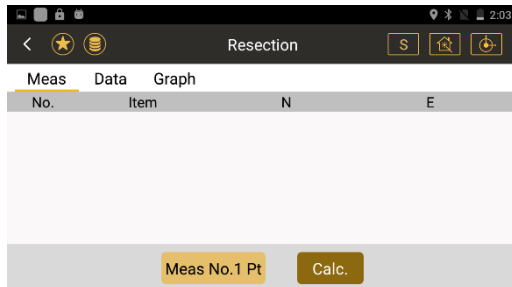 2:03
Resection S
Meas Data Graph
No. Item N E
Meas No.1 Pt Calc.